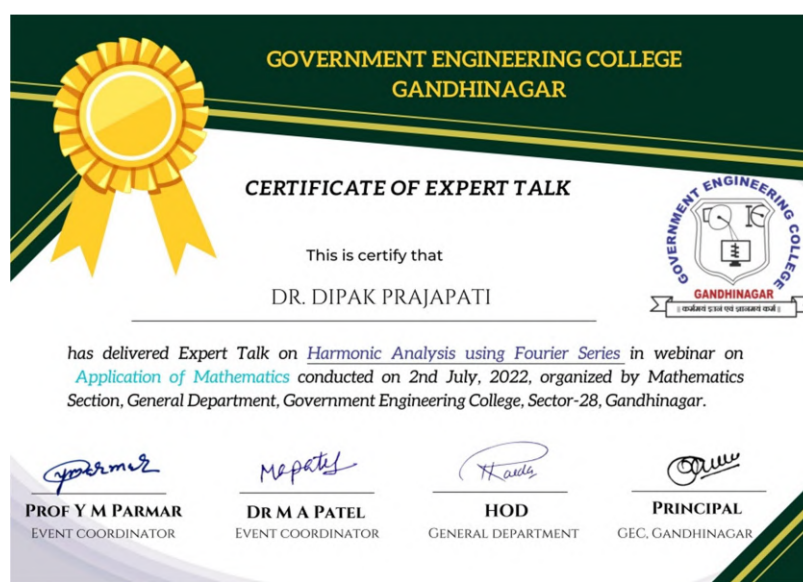 GOVERNMENT ENGINEERING COLLEGE
GANDHINAGAR
CERTIFICATE OF EXPERT TALK
GOVERNMENT ENGINEERING COLLEGE
GANDHINAGAR
This is certify that
DR. DIPAK PRAJAPATI
has delivered Expert Talk on Harmonic Analysis using Fourier Series in webinar on
Application of Mathematics conducted on 2nd July, 2022, organized by Mathematics
Section, General Department, Government Engineering College, Sector-28, Gandhinagar.
PROF Y M PARMAR
EVENT COORDINATOR
DR M A PATEL
EVENT COORDINATOR
HOD
GENERAL DEPARTMENT
PRINCIPAL
GEC, GANDHINAGAR